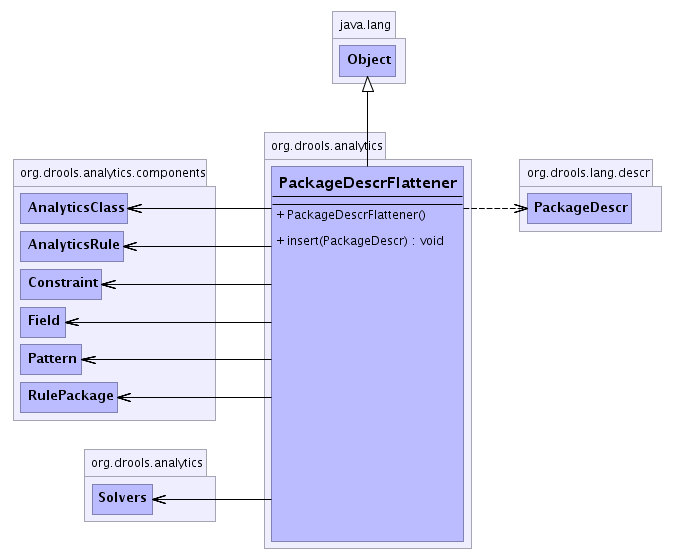 java.lang
Object
org.drools.analytics
PackageDescrFlattener
+ PackageDescrFlattener()
+ insert(PackageDescr) : void
org.drools.analytics.components
AnalyticsClass
AnalyticsRule
Constraint
Field
Pattern
RulePackage
org.drools.lang.descr
PackageDescr
org.drools.analytics
Solvers